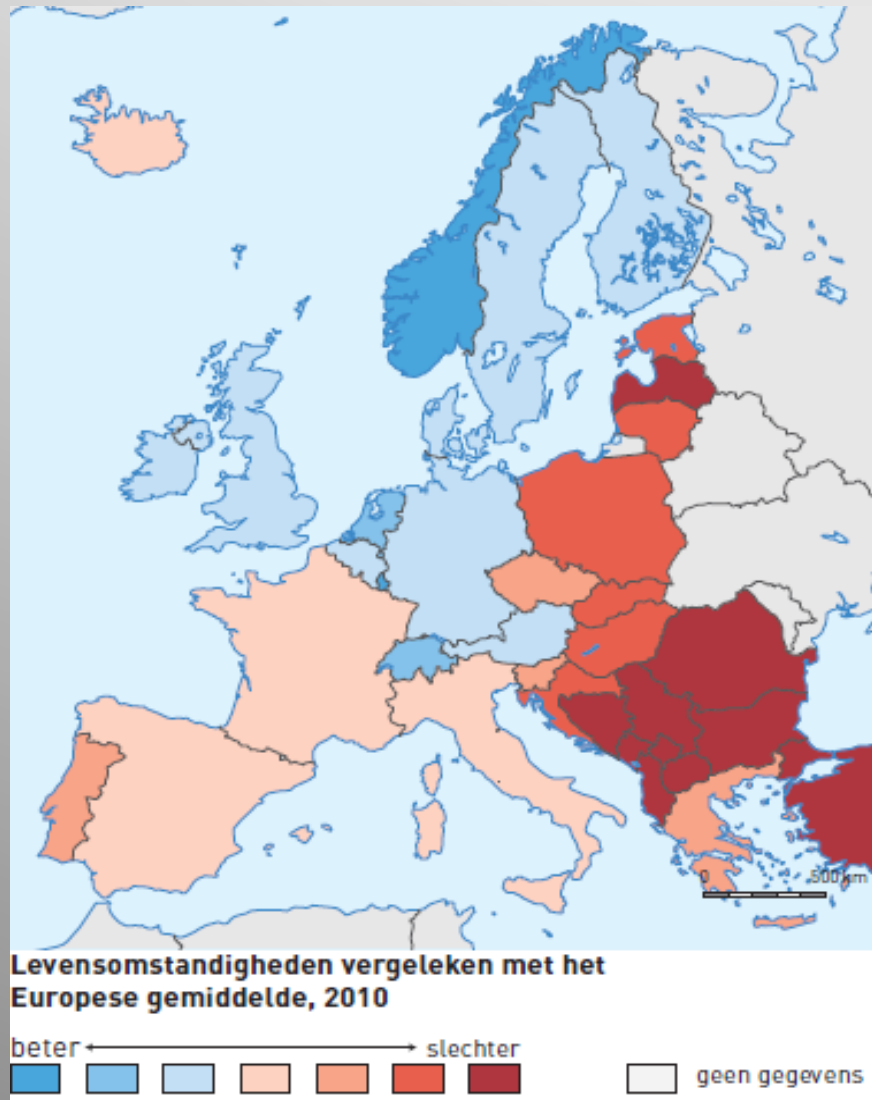 0 500 km
Levensomstandigheden vergeleken met het
Europese gemiddelde, 2010
beter slechter
geen gegevens